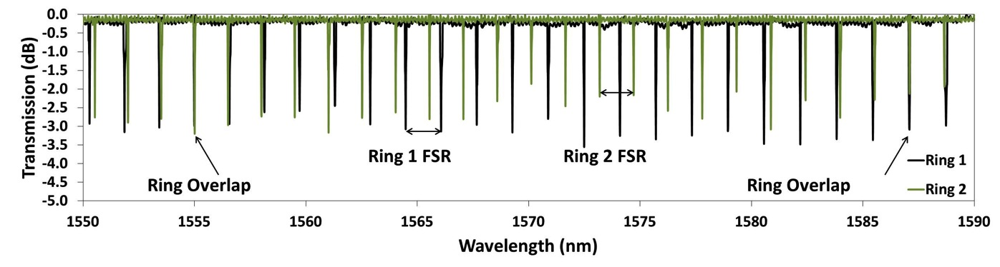 0.0
-0.5
-1.0
-1.5
-2.0
-2.5
-3.0
-3.5
-4.0
-4.5
-5.0
Transmission (dB)
Ring 1 FSR
Ring 2 FSR
Ring Overlap
Ring Overlap
Ring 1
Ring 2
1550 1555 1560 1565 1570 1575 1580 1585 1590
Wavelength (nm)